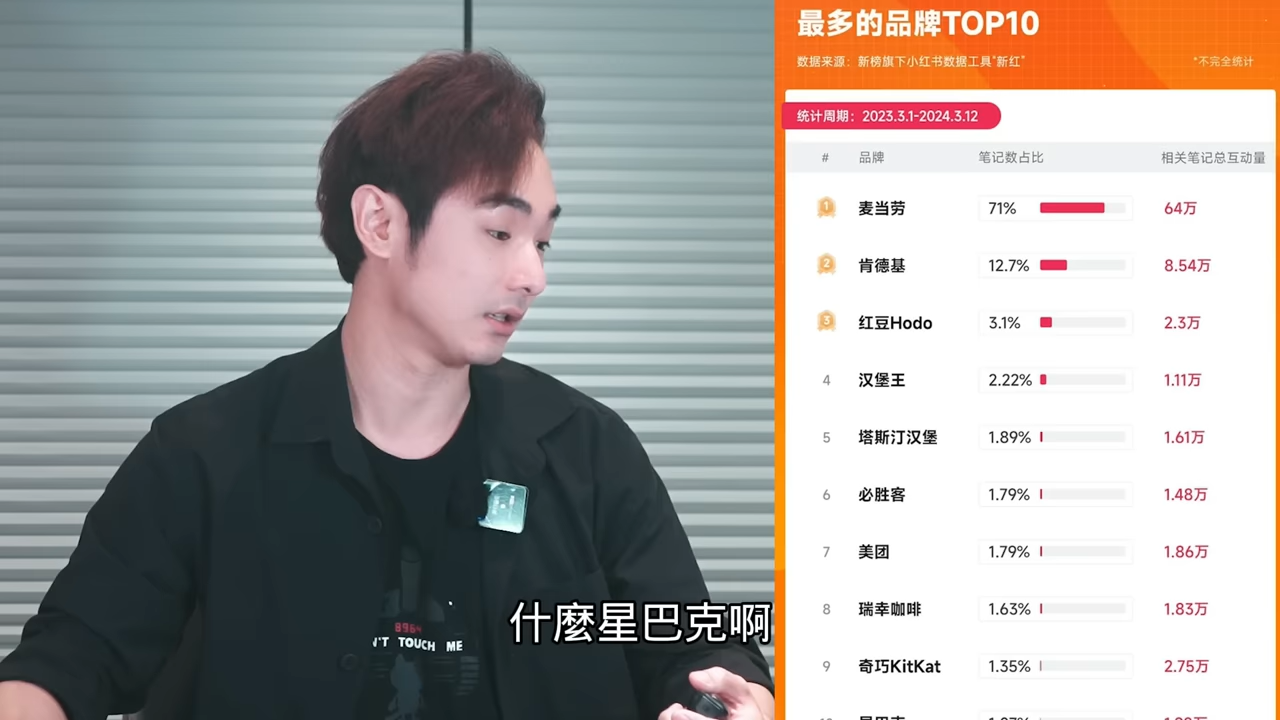 最多的品牌TOP10
数据来源：新榜旗下小红书数据工具"新红"
*不完全统计
统计周期：2023.3.1-2024.3.12
# 品牌 笔记数占比 相关笔记总互动量
1 麦当劳 71% 64万
2 肯德基 12.7% 8.54万
3 红豆Hodo 3.1% 2.3万
4 汉堡王 2.22% 1.11万
5 塔斯汀汉堡 1.89% 1.61万
6 必胜客 1.79% 1.48万
7 美团 1.79% 1.86万
8 瑞幸咖啡 1.63% 1.83万
9 奇巧KitKat 1.35% 2.75万
8964
N'T TOUCH ME
什麼星巴克啊